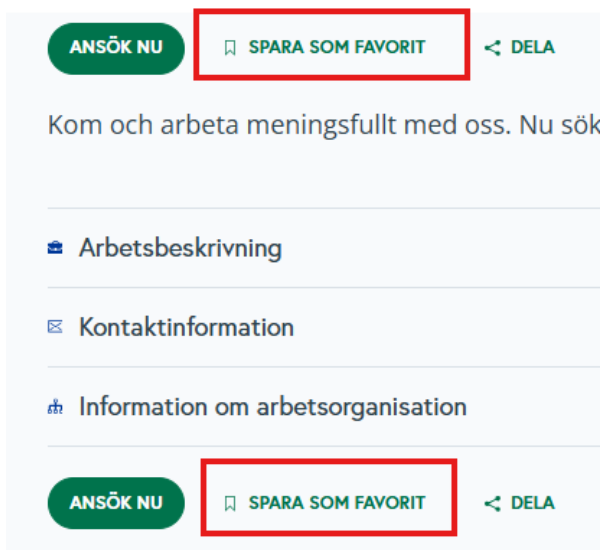 ANSÖK NU SPARA SOM FAVORIT DELA
Kom och arbeta meningsfullt med oss. Nu sök
Arbetsbeskrivning
Kontaktinformation
Information om arbetsorganisation
ANSÖK NU SPARA SOM FAVORIT DELA